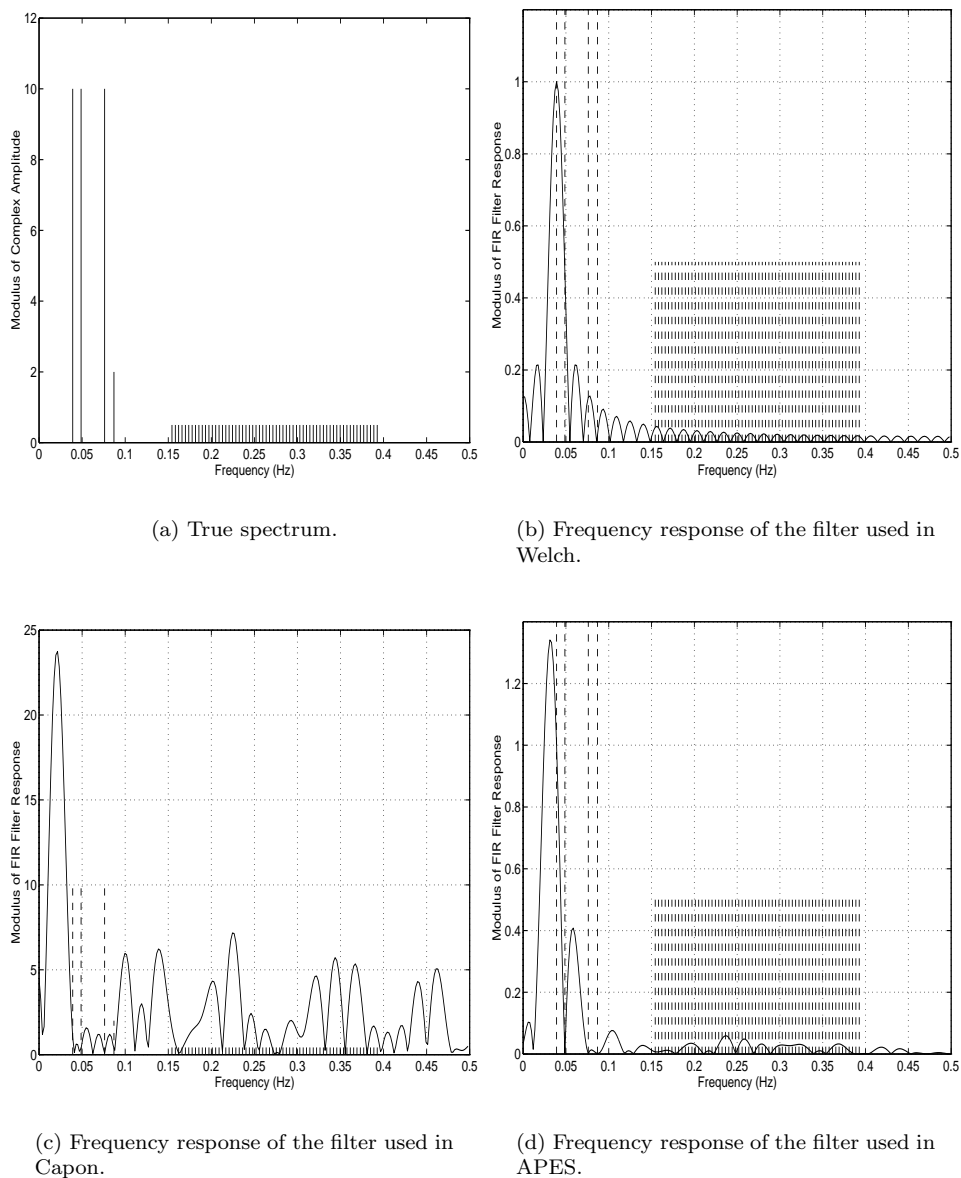 12
10
8
6
4
2
0
Modulus of Complex Amplitude
0 0.05 0.1 0.15 0.2 0.25 0.3 0.35 0.4 0.45 0.5
Frequency (Hz)
(a) True spectrum.
1
0.8
0.6
0.4
0.2
0
Modulus of FIR Filter Response
0 0.05 0.1 0.15 0.2 0.25 0.3 0.35 0.4 0.45 0.5
Frequency (Hz)
(b) Frequency response of the filter used in
Welch.
25
20
15
10
5
0
Modulus of FIR Filter Response
0 0.05 0.1 0.15 0.2 0.25 0.3 0.35 0.4 0.45 0.5
Frequency (Hz)
(c) Frequency response of the filter used in
Capon.
1.2
1
0.8
0.6
0.4
0.2
0
Modulus of FIR Filter Response
0 0.05 0.1 0.15 0.2 0.25 0.3 0.35 0.4 0.45 0.5
Frequency (Hz)
(d) Frequency response of the filter used in
APES.